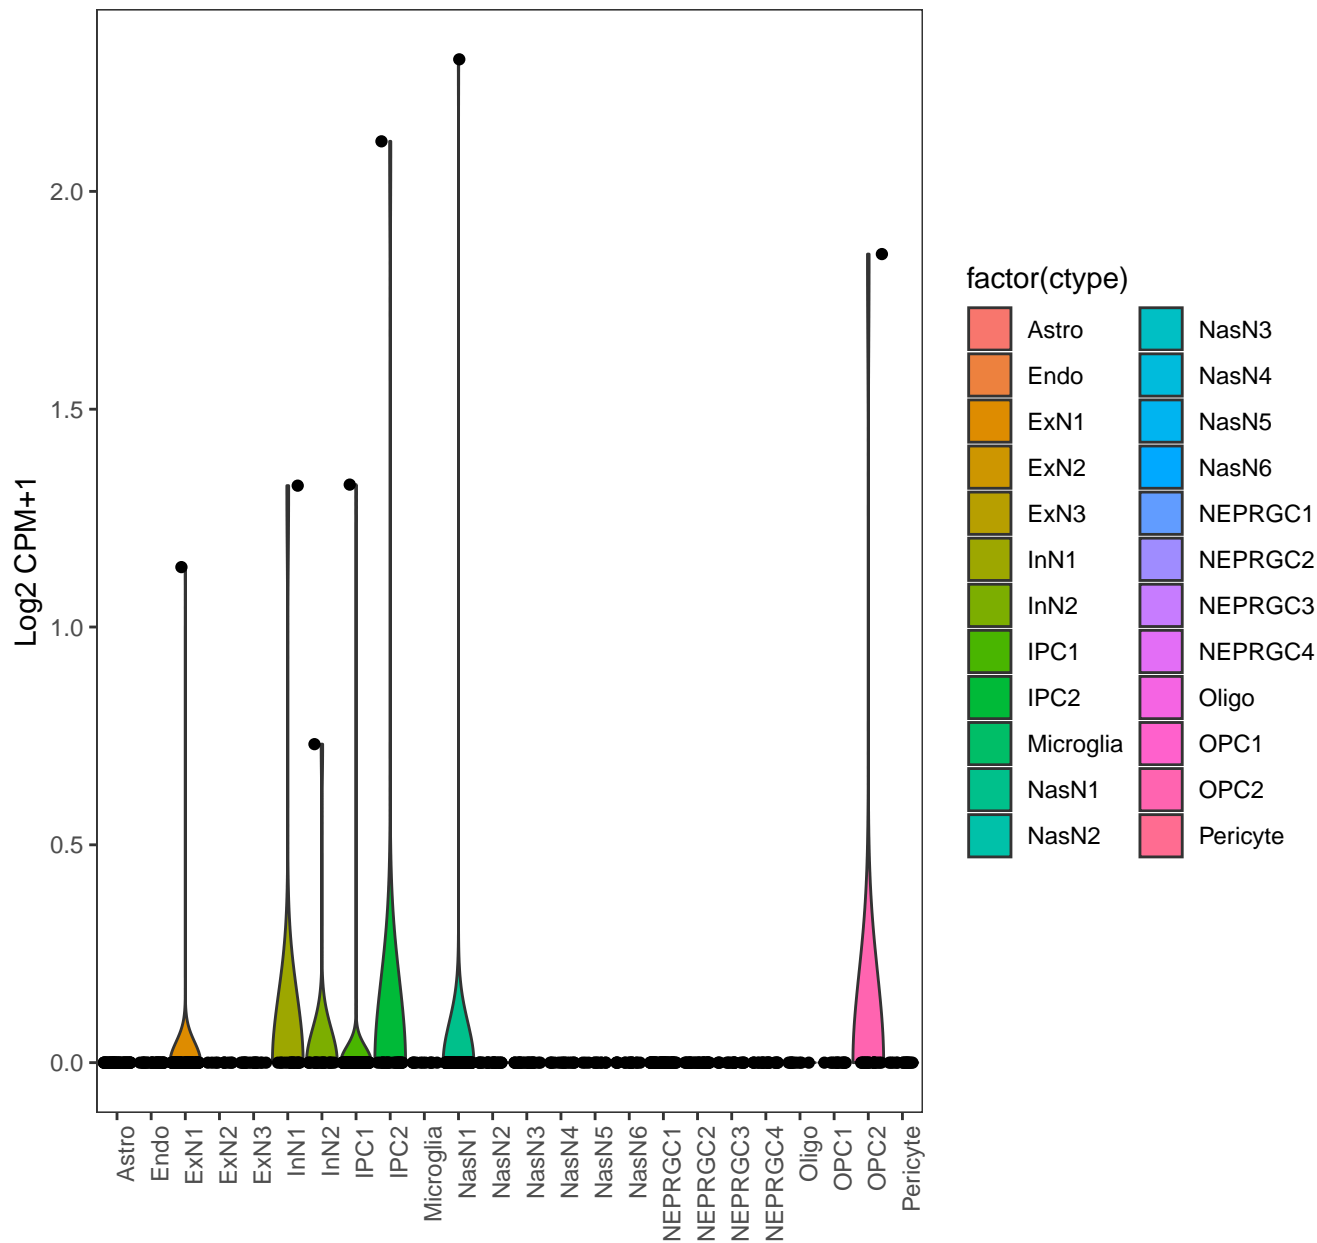 2.0
1.5
1.0
0.5
0.0
Log2 CPM+1
Astro
Endo
ExN1
ExN2
ExN3
InN1
InN2
IPC1
IPC2
Microglia
NasN1
NasN2
NasN3
NasN4
NasN5
NasN6
NEPRGC1
NEPRGC2
NEPRGC3
NEPRGC4
Oligo
OPC1
OPC2
Pericyte
factor(ctype)
Astro
Endo
ExN1
ExN2
ExN3
InN1
InN2
IPC1
IPC2
Microglia
NasN1
NasN2
NasN3
NasN4
NasN5
NasN6
NEPRGC1
NEPRGC2
NEPRGC3
NEPRGC4
Oligo
OPC1
OPC2
Pericyte